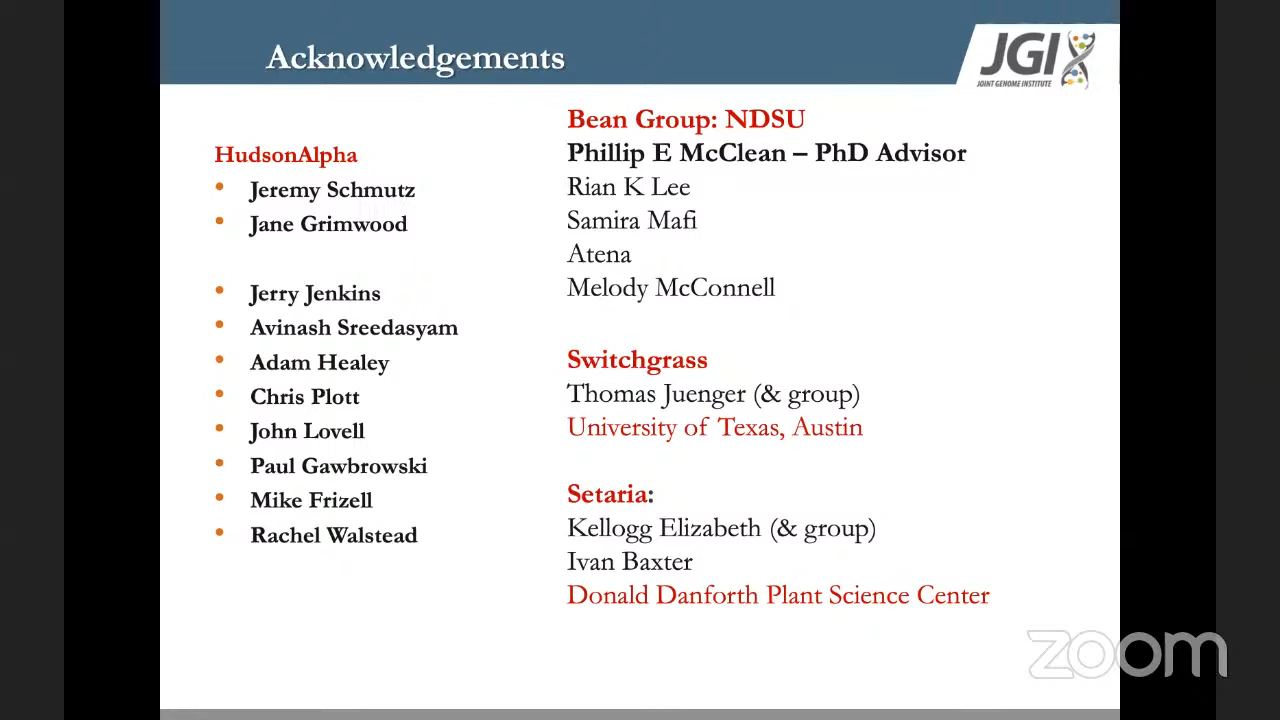 Acknowledgements
JGI
JOINT GENOME INSTITUTE
HudsonAlpha
• Jeremy Schmutz
• Jane Grimwood
• Jerry Jenkins
• Avinash Sreedasyam
• Adam Healey
• Chris Plott
• John Lovell
• Paul Gawbrowski
• Mike Frizell
• Rachel Walstead
Bean Group: NDSU
Phillip E McClean – PhD Advisor
Rian K Lee
Samira Mafi
Atena
Melody McConnell
Switchgrass
Thomas Juenger (& group)
University of Texas, Austin
Setaria:
Kellogg Elizabeth (& group)
Ivan Baxter
Donald Danforth Plant Science Center
zoom